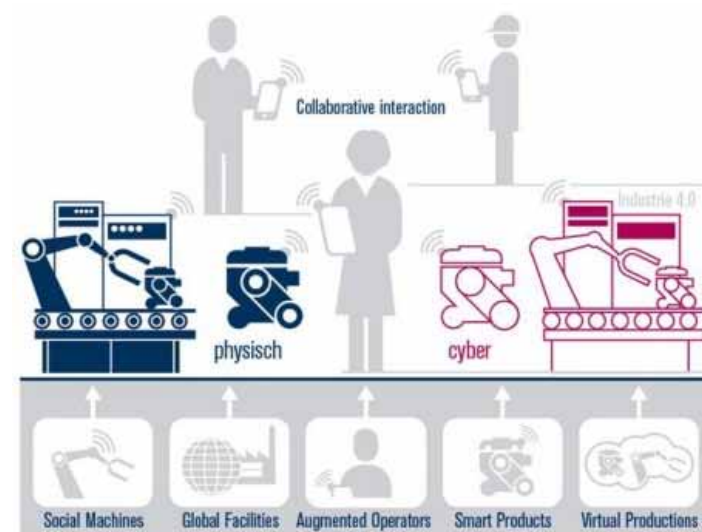 Collaborative interaction
Industrie 4.0
physisch
cyber
Social Machines
Global Facilities
Augmented Operators
Smart Products
Virtual Productions